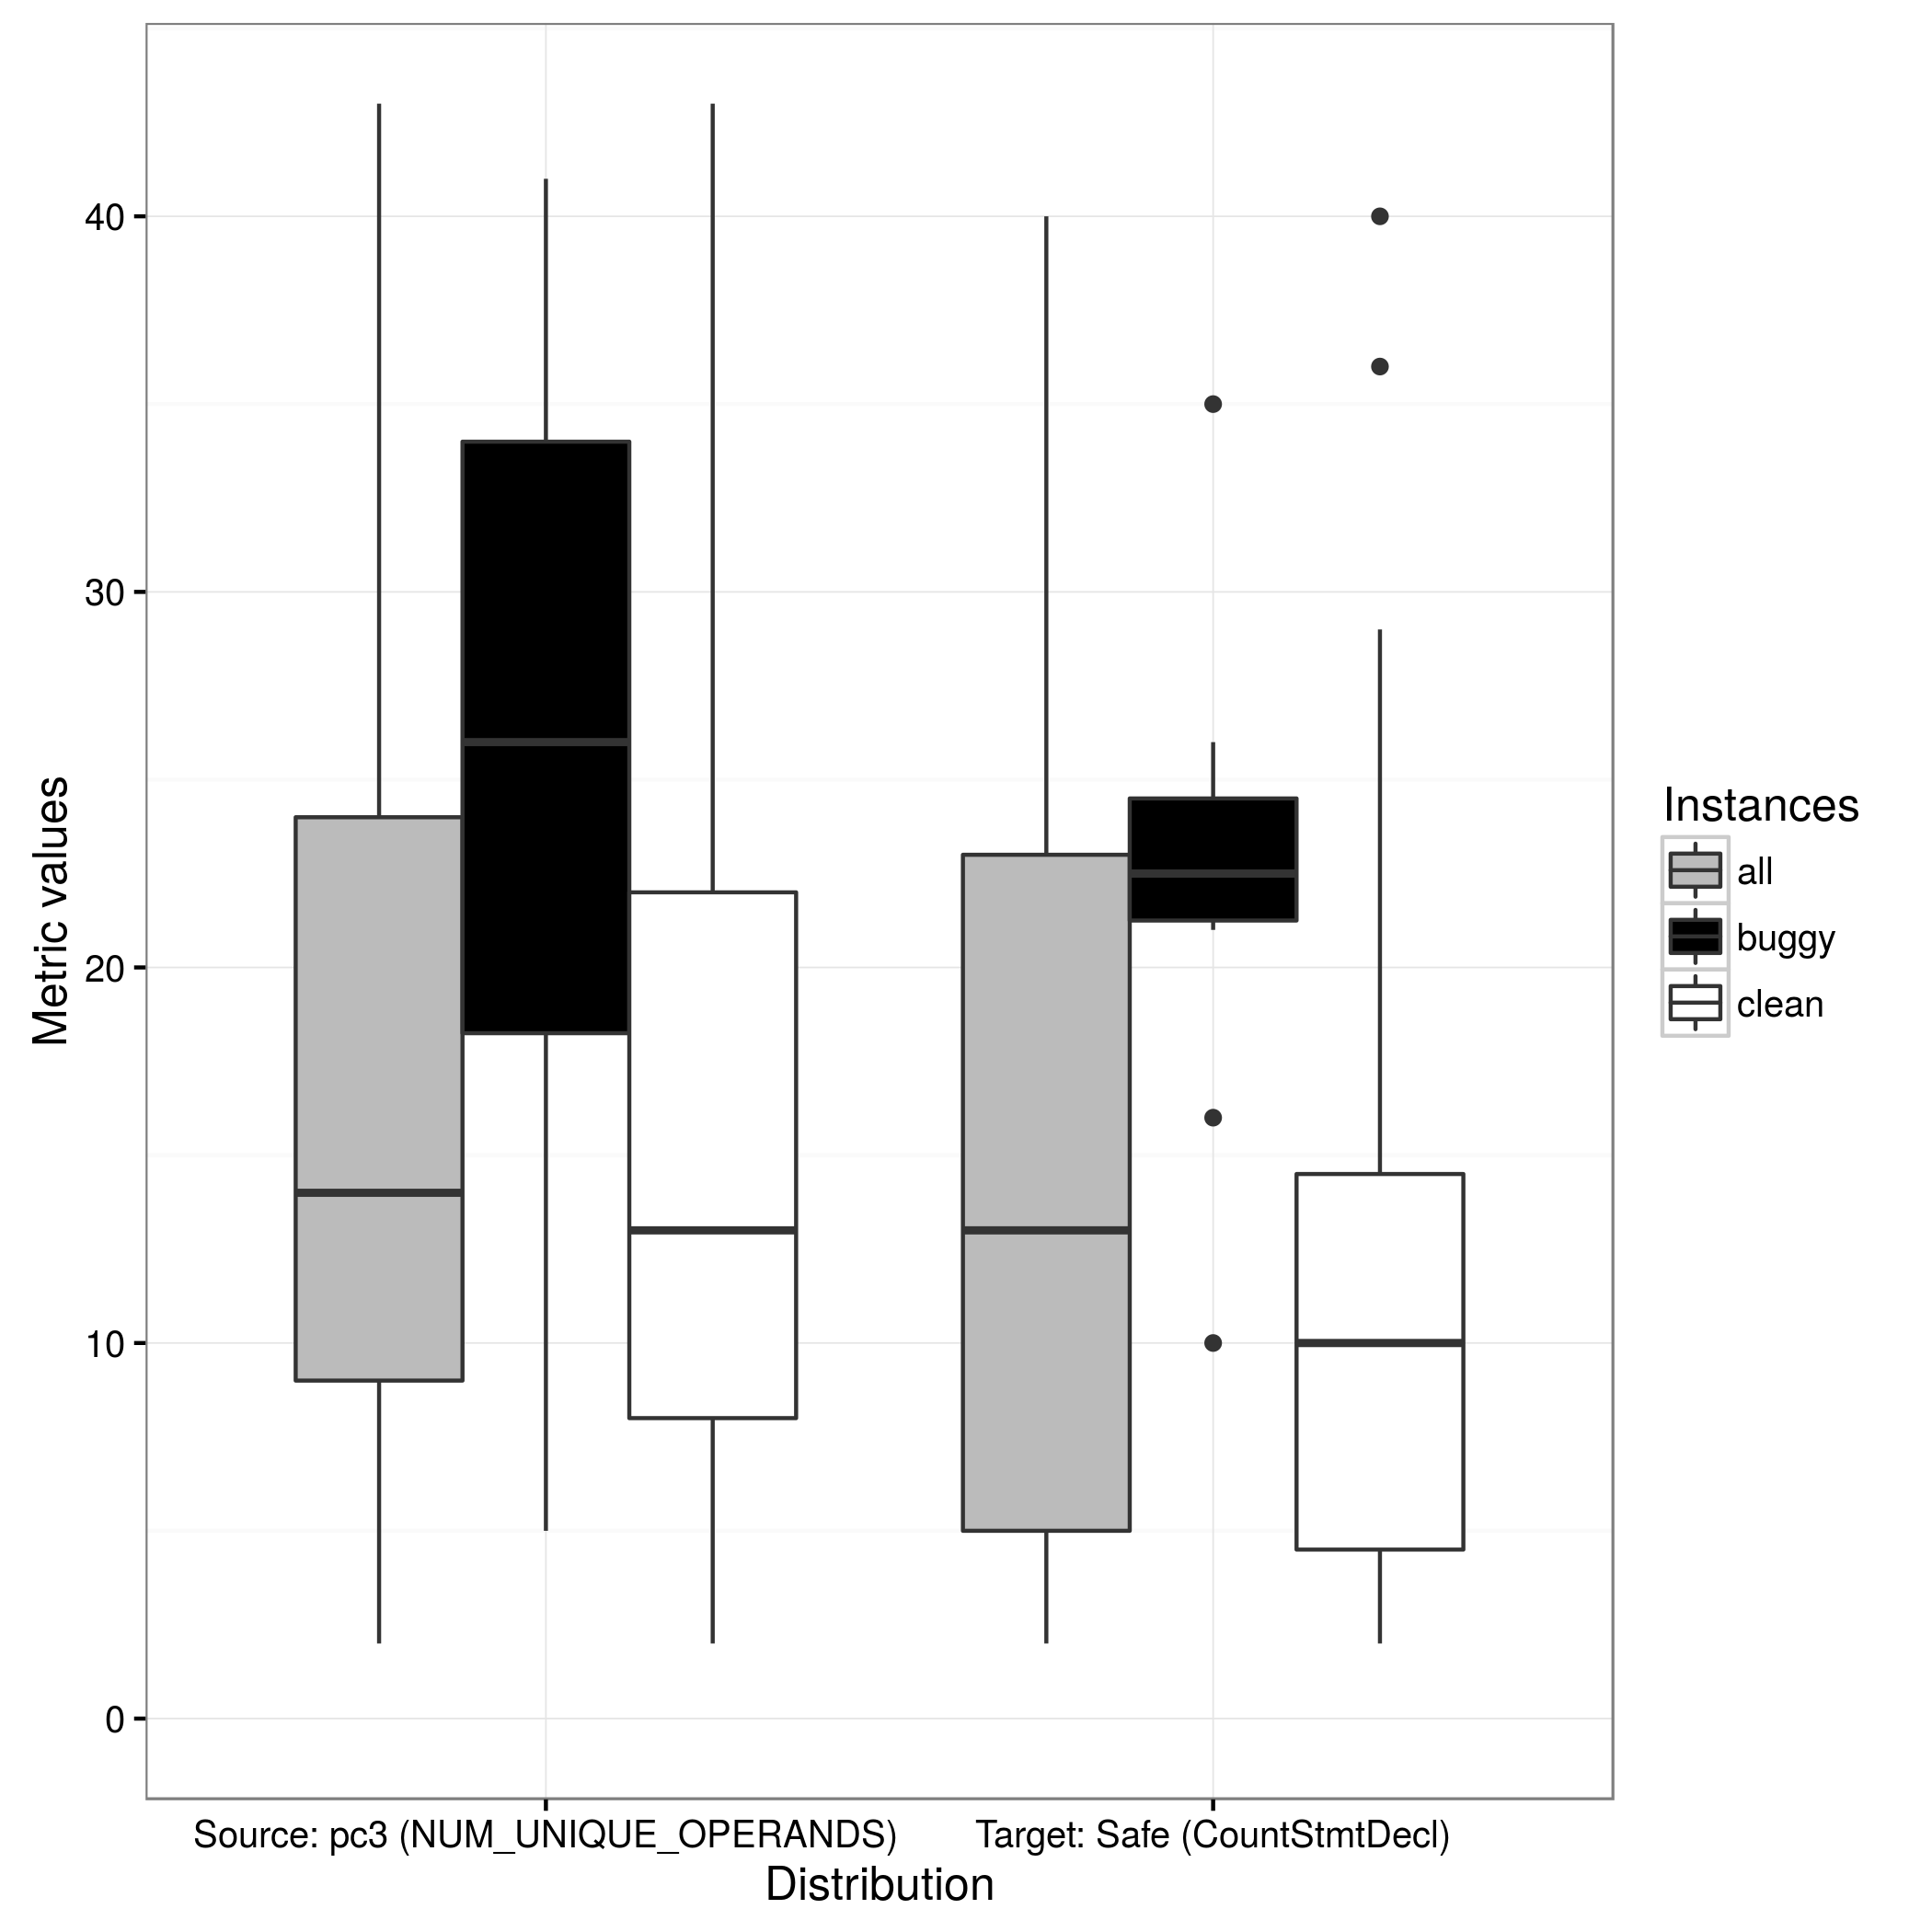 Metric values
40
30
20
10
0
Source: pc3 (NUM_UNIQUE_OPERANDS)
Target: Safe (CountStmtDecl)
Distribution
Instances
all
buggy
clean